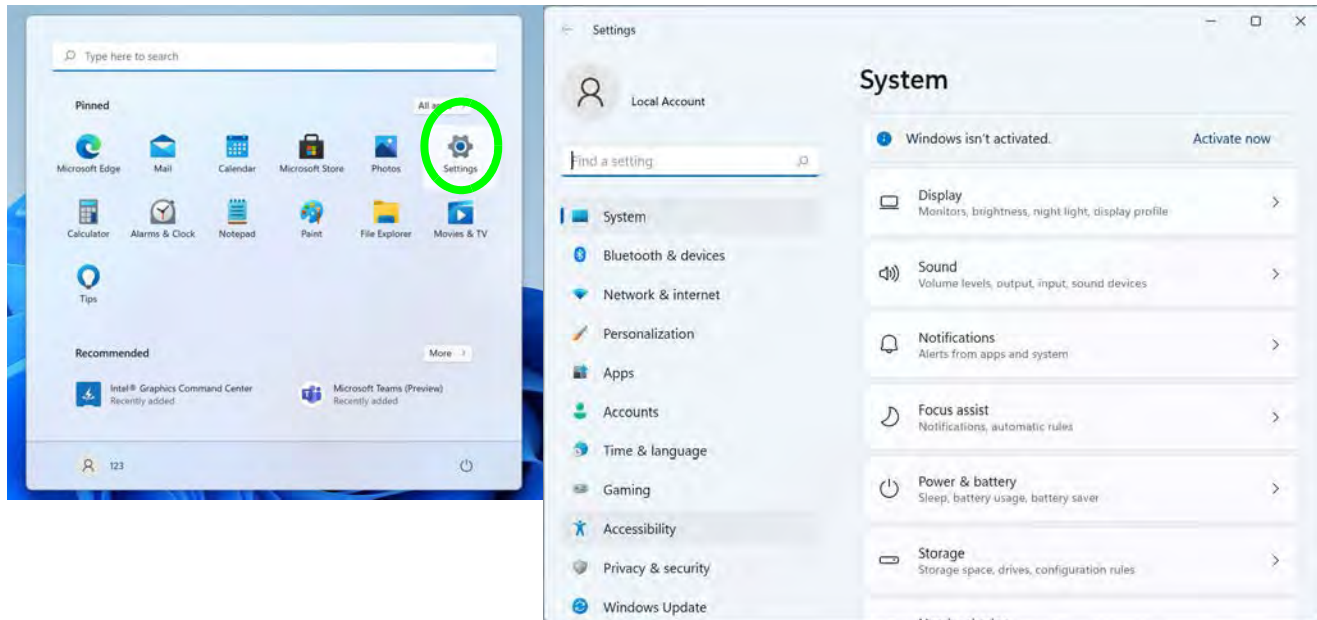 Type here to search
Pinned
Microsoft Edge Mail Calendar Microsoft Store Photos Settings
Calculator Alarms & Clock Notepad Paint File Explorer Movies & TV
Tips
Recommended More
Intel® Graphics Command Center
Recently added
Microsoft Teams (Preview)
Recently added
123
Settings
Local Account
Find a setting
System
Bluetooth & devices
Network & internet
Personalization
Apps
Accounts
Time & language
Gaming
Accessibility
Privacy & security
Windows Update
System
Windows isn't activated. Activate now
Display
Monitors, brightness, night light, display profile
Sound
Volume levels, output, input, sound devices
Notifications
Alerts from apps and system
Focus assist
Notifications, automatic rules
Power & battery
Sleep, battery usage, battery saver
Storage
Storage space, drives, configuration rules